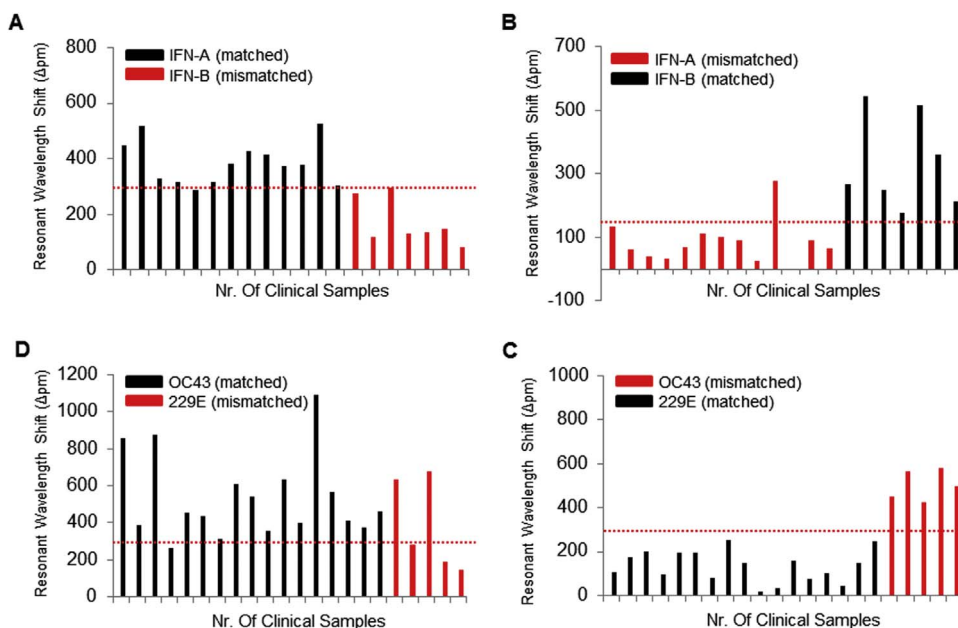 A
Resonant Wavelength Shift (Δpm)
800
600
400
200
0
IFN-A (matched)
IFN-B (mismatched)
Nr. Of Clinical Samples
B
Resonant Wavelength Shift (Δpm)
700
500
300
100
-100
IFN-A (mismatched)
IFN-B (matched)
Nr. Of Clinical Samples
D
Resonant Wavelength Shift (Δpm)
1200
1000
800
600
400
200
0
OC43 (matched)
229E (mismatched)
Nr. Of Clinical Samples
C
Resonant Wavelength Shift (Δpm)
1000
800
600
400
200
0
OC43 (mismatched)
229E (matched)
Nr. Of Clinical Samples